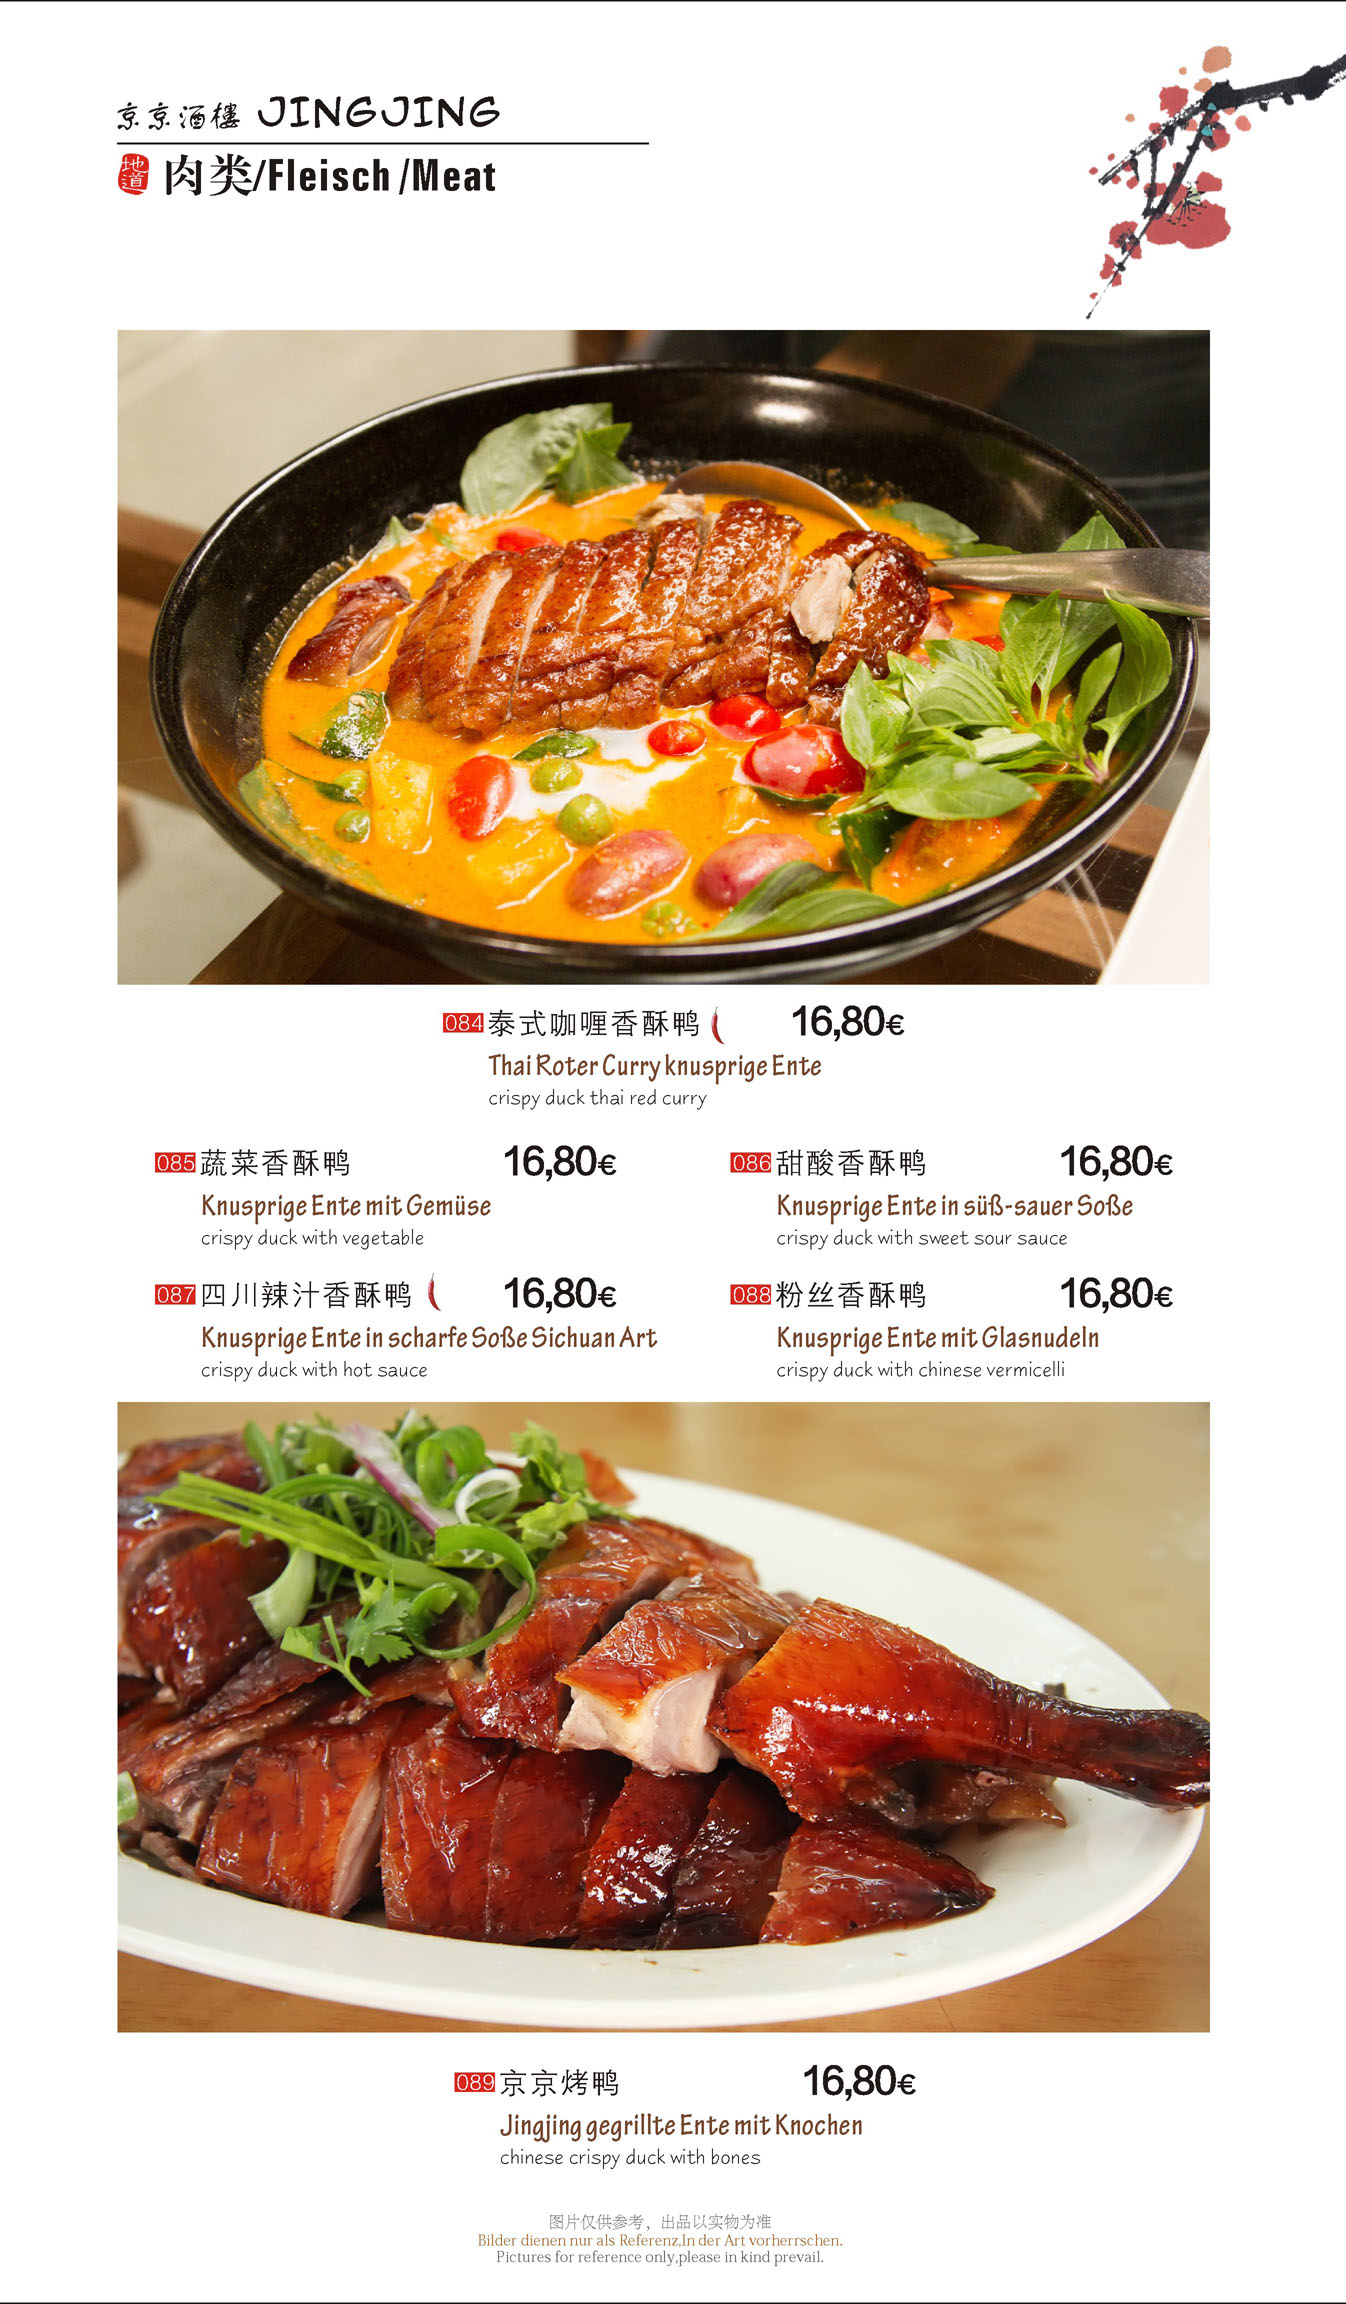 京京酒樓 JINGJING
地道 肉类/Fleisch /Meat
084 泰式咖喱香酥鸭 16,80€
Thai Roter Curry knusprige Ente
crispy duck thai red curry
085 蔬菜香酥鸭 16,80€
Knusprige Ente mit Gemüse
crispy duck with vegetable
086 甜酸香酥鸭 16,80€
Knusprige Ente in süß-sauer Soße
crispy duck with sweet sour sauce
087 四川辣汁香酥鸭 16,80€
Knusprige Ente in scharfe Soße Sichuan Art
crispy duck with hot sauce
088 粉丝香酥鸭 16,80€
Knusprige Ente mit Glasnudeln
crispy duck with chinese vermicelli
089 京京烤鸭 16,80€
Jingjing gegrillte Ente mit Knochen
chinese crispy duck with bones
图片仅供参考，出品以实物为准
Bilder dienen nur als Referenz,In der Art vorherrschen.
Pictures for reference only,please in kind prevail.